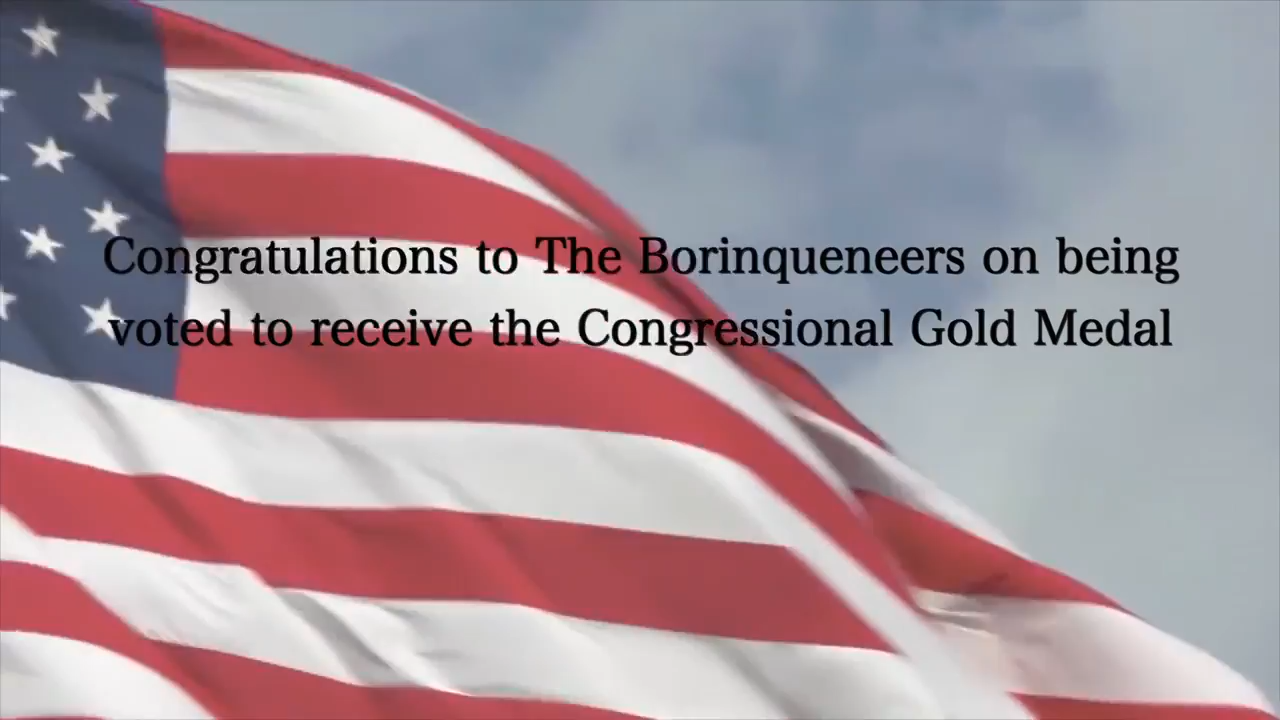 Congratulations to The Borinqueneers on being
voted to receive the Congressional Gold Medal